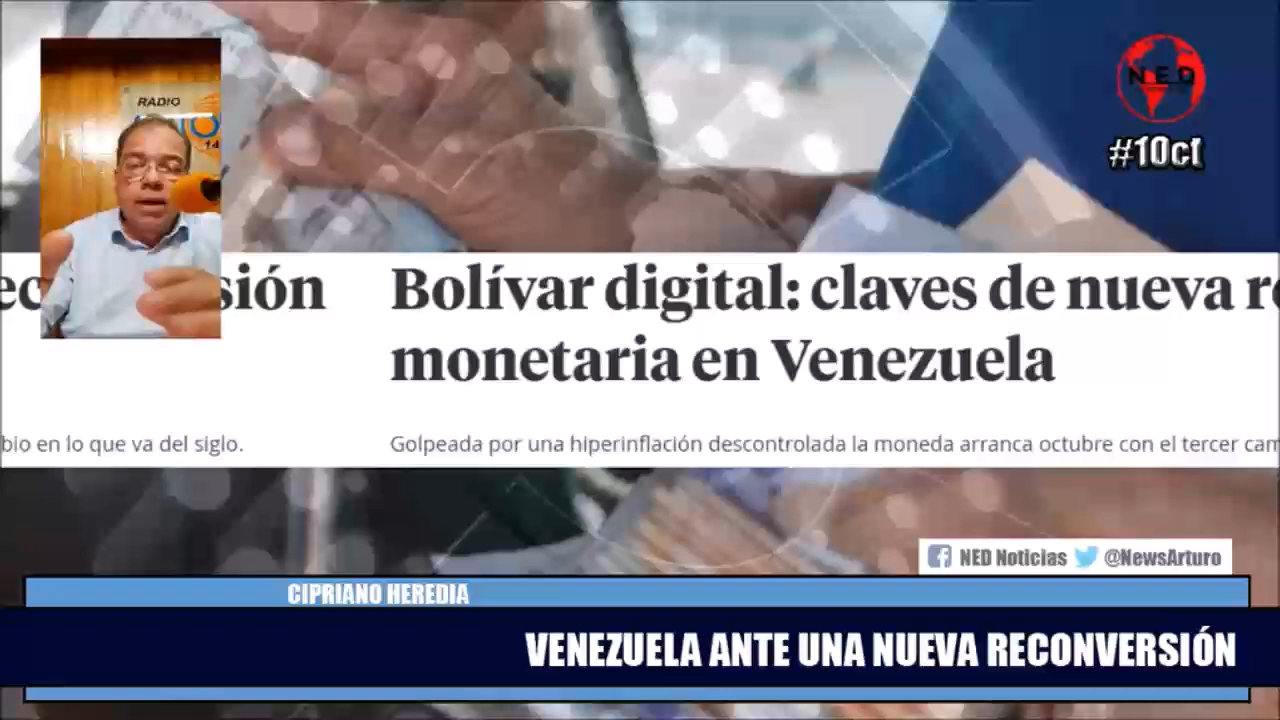 RADIO
14
N E D
#10ct
sión
Bolívar digital: claves de nueva
monetaria en Venezuela
bio en lo que va del siglo.
Golpeada por una hiperinflación descontrolada la moneda arranca octubre con el tercer cam
NED Noticias @NewsArturo
CIPRIANO HEREDIA
VENEZUELA ANTE UNA NUEVA RECONVERSIÓN